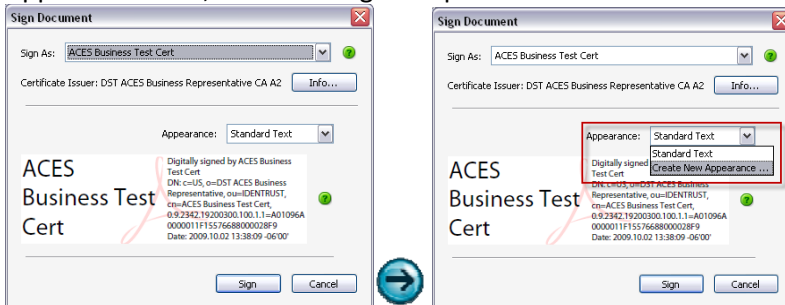 Sign Document
Sign As: ACES Business Test Cert
Certificate Issuer: DST ACES Business Representative CA A2 Info...
Appearance: Standard Text
ACES
Business Test
Cert
Digitally signed by ACES Business
Test Cert
DN: c=US, o=DST ACES Business
Representative, ou=IDENTRUST,
cn=ACES Business Test Cert,
0.9.2342.19200300.100.1.1=A01096A
0000011F15576688000028F9
Date: 2009.10.02 13:38:09 -06'00'
Sign Cancel
Sign Document
Sign As: ACES Business Test Cert
Certificate Issuer: DST ACES Business Representative CA A2 Info...
Appearance: Standard Text
Standard Text
Create New Appearance ...
ACES
Business Test
Cert
Digitally signed
Test Cert
DN: c=US, o=DST ACES Business
Representative, ou=IDENTRUST,
cn=ACES Business Test Cert,
0.9.2342.19200300.100.1.1=A01096A
0000011F15576688000028F9
Date: 2009.10.02 13:38:09 -06'00'
Sign Cancel